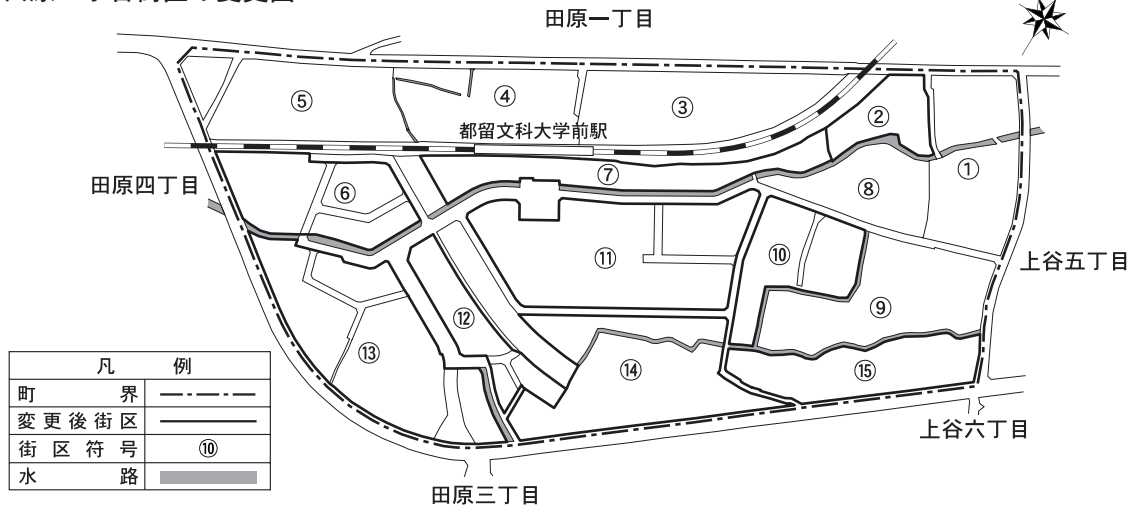 田原一丁目
⑤
④
③
②
①
都留文科大学前駅
⑦
田原四丁目
⑥
⑧
⑪
⑩
上谷五丁目
⑨
⑫
⑬
⑭
⑮
凡 例
町 界
変更後街区
街区符号 ⑩
水 路
上谷六丁目
田原三丁目